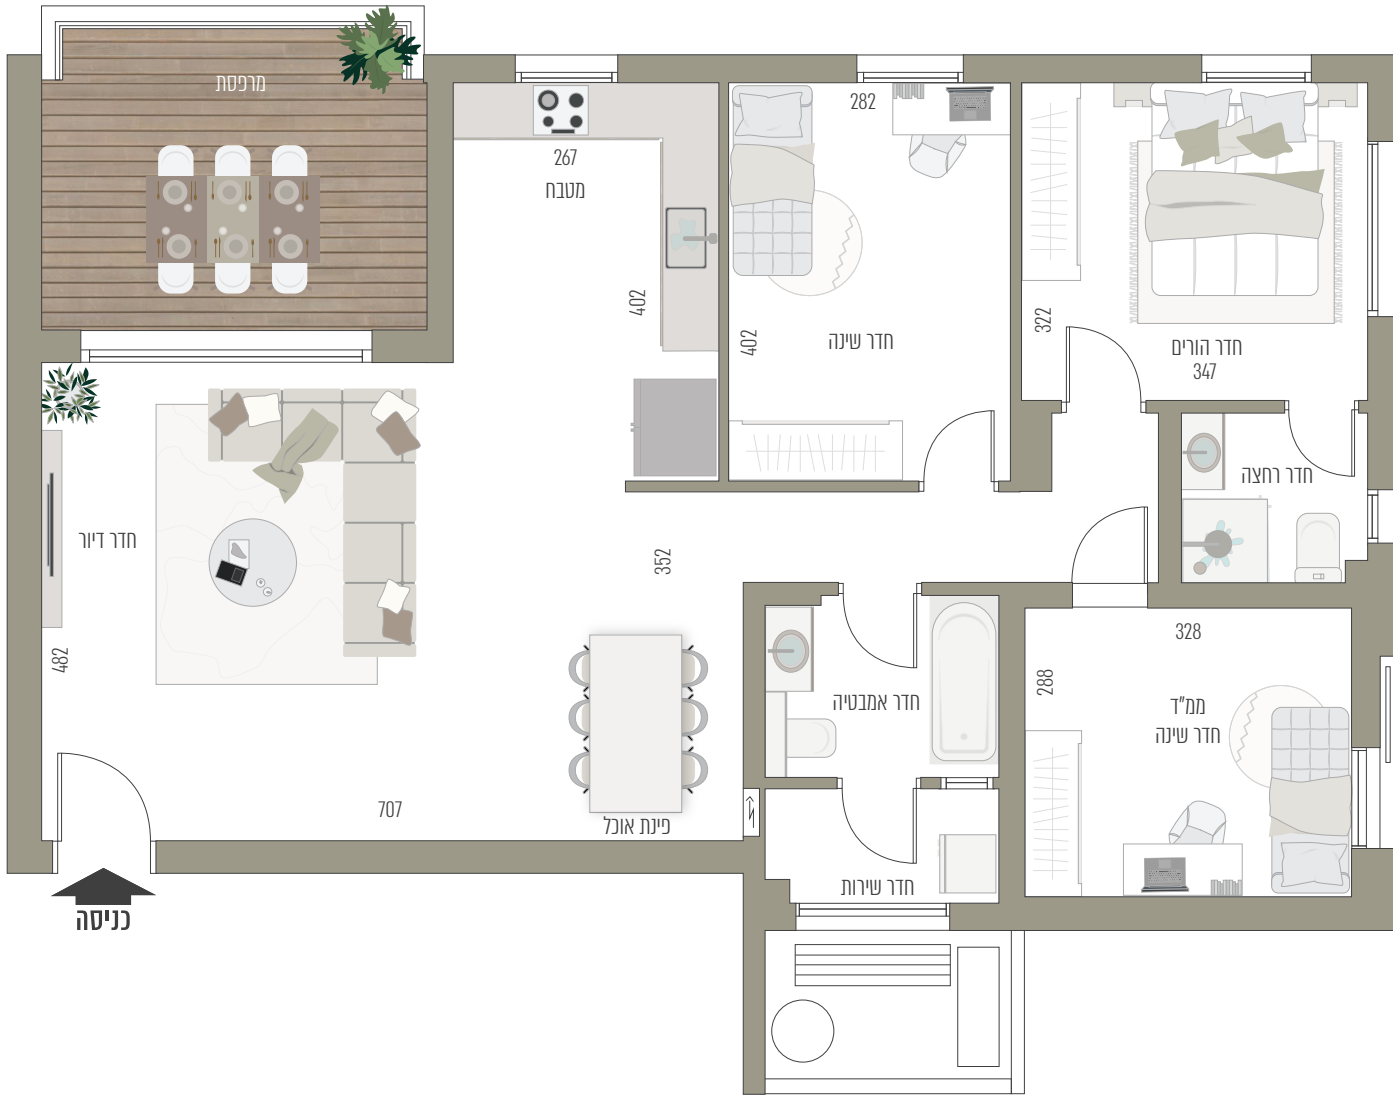 מרפסת
267
מטבח
402
282
402
חדר שינה
322
חדר הורים
347
חדר רחצה
חדר דיור
482
352
707
פינת אוכל
חדר אמבטיה
חדר שירות
328
288
ממ"ד
חדר שינה
כניסה